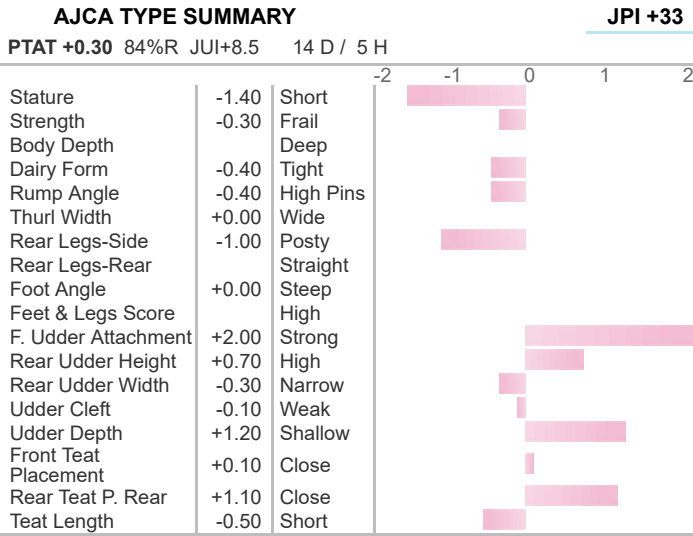 AJCA TYPE SUMMARY JPI +33
PTAT +0.30 84%R JUI+8.5 14 D / 5 H
-2 -1 0 1 2
Stature -1.40 Short
Strength -0.30 Frail
Body Depth Deep
Dairy Form -0.40 Tight
Rump Angle -0.40 High Pins
Thurl Width +0.00 Wide
Rear Legs-Side -1.00 Posty
Rear Legs-Rear Straight
Foot Angle +0.00 Steep
Feet & Legs Score High
F. Udder Attachment +2.00 Strong
Rear Udder Height +0.70 High
Rear Udder Width -0.30 Narrow
Udder Cleft -0.10 Weak
Udder Depth +1.20 Shallow
Front Teat
Placement +0.10 Close
Rear Teat P. Rear +1.10 Close
Teat Length -0.50 Short